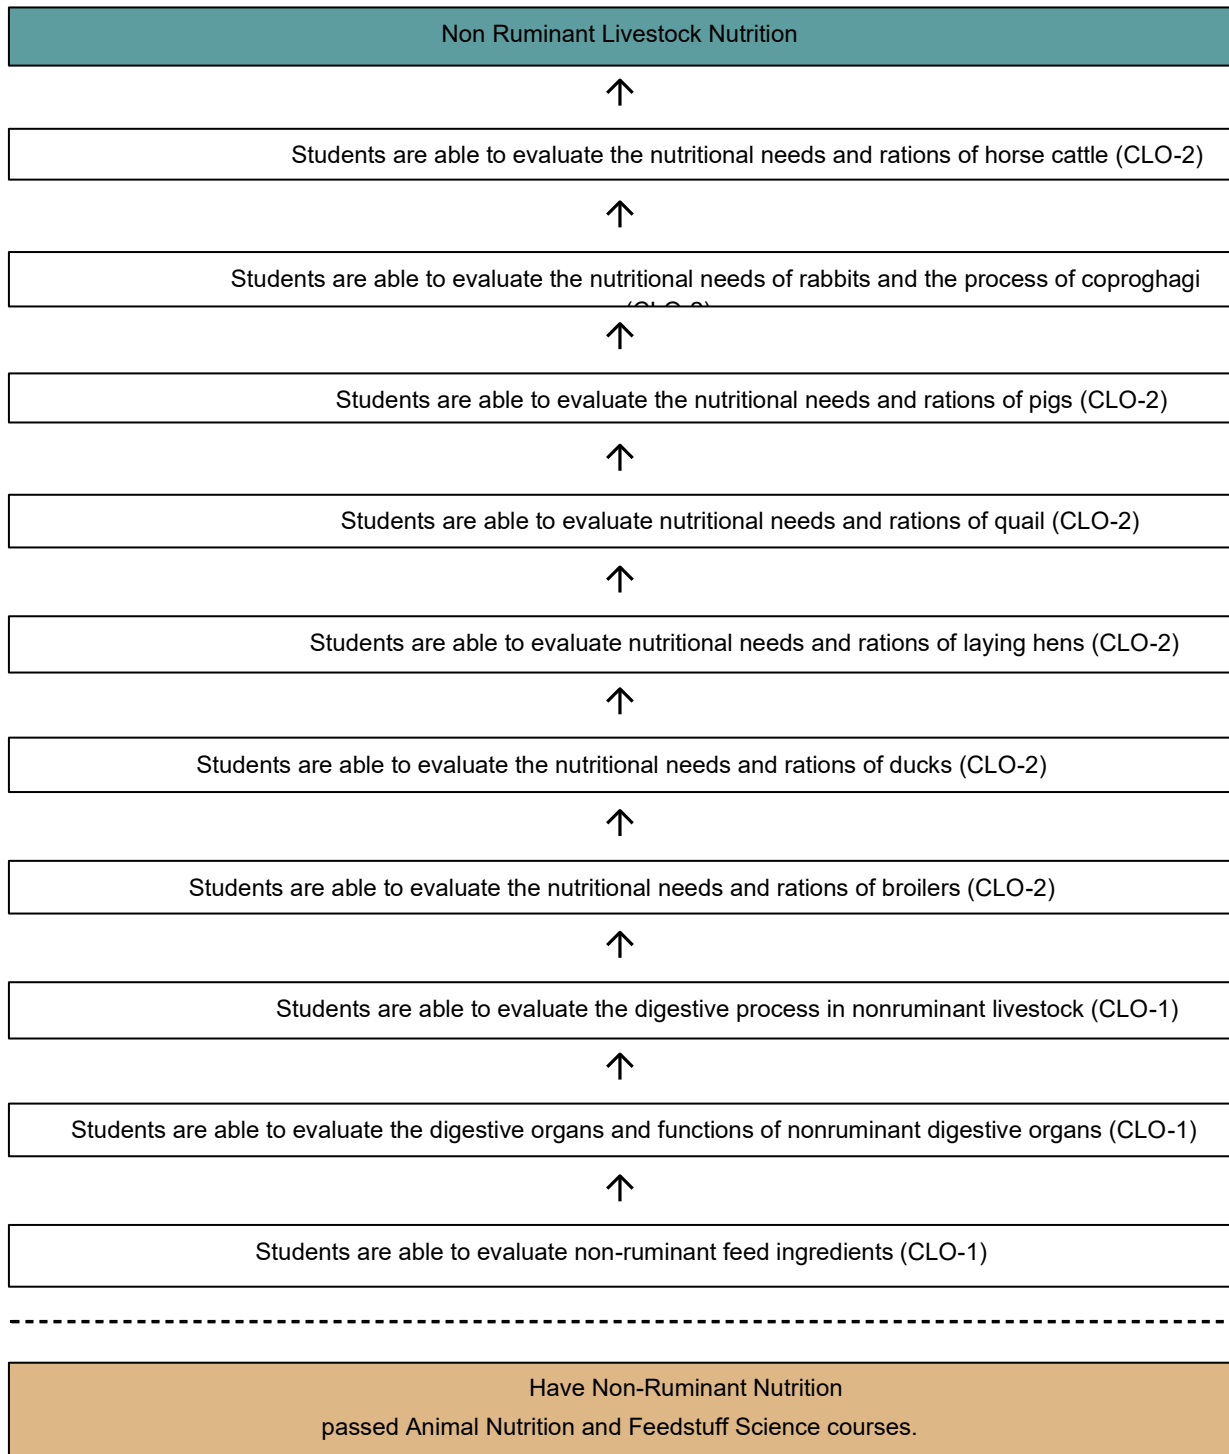 Non Ruminant Livestock Nutrition
Students are able to evaluate the nutritional needs and rations of horse cattle (CLO-2)
Students are able to evaluate the nutritional needs of rabbits and the process of coproghagi
Students are able to evaluate the nutritional needs and rations of pigs (CLO-2)
Students are able to evaluate nutritional needs and rations of quail (CLO-2)
Students are able to evaluate nutritional needs and rations of laying hens (CLO-2)
Students are able to evaluate the nutritional needs and rations of ducks (CLO-2)
Students are able to evaluate the nutritional needs and rations of broilers (CLO-2)
Students are able to evaluate the digestive process in nonruminant livestock (CLO-1)
Students are able to evaluate the digestive organs and functions of nonruminant digestive organs (CLO-1)
Students are able to evaluate non-ruminant feed ingredients (CLO-1)
Have Non-Ruminant Nutrition
passed Animal Nutrition and Feedstuff Science courses.